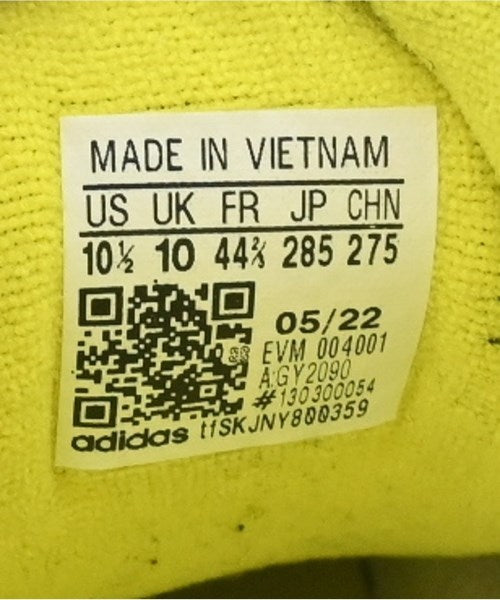 MADE IN VIETNAM
US UK FR JP CHN
10½ 10 44⅔ 285 275
05/22
EVM 004001
A:GY2090
#130300054
adidas t1SKJNY800359